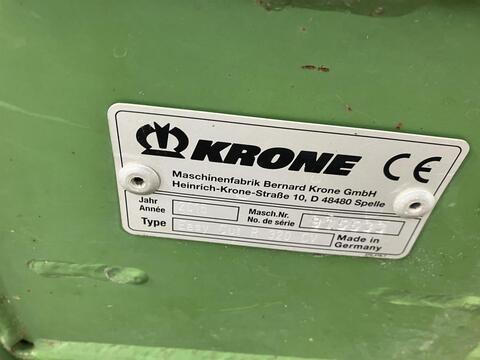 KRONE
CE
Maschinenfabrik Bernard Krone GmbH
Heinrich-Krone-Straße 10, D 48480 Spelle
Jahr
Année
Masch.Nr.
No. de série
Type
Made in
Germany